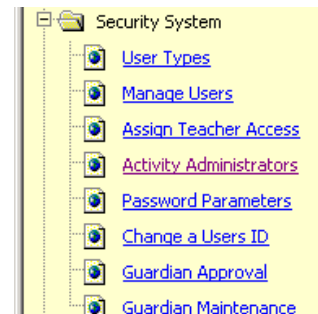 Security System
User Types
Manage Users
Assign Teacher Access
Activity Administrators
Password Parameters
Change a Users ID
Guardian Approval
Guardian Maintenance